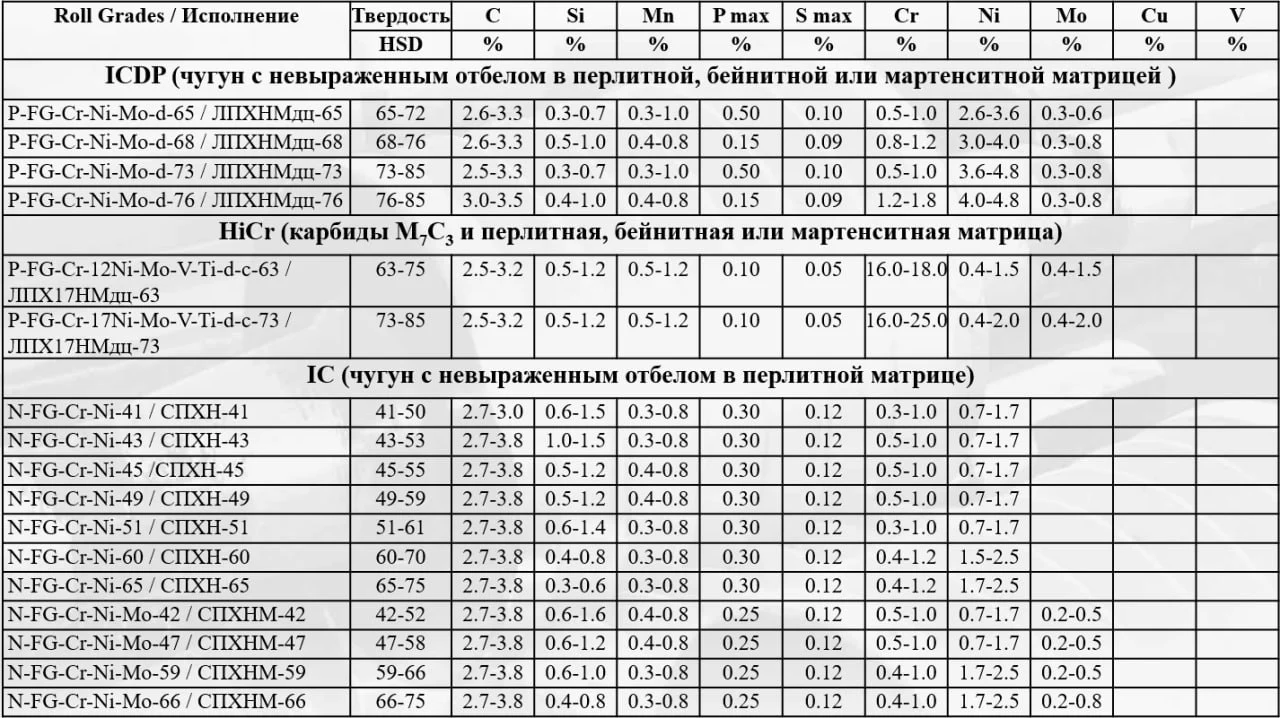 Roll Grades / Исполнение Твердость C Si Mn P max S max Cr Ni Mo Cu V
HSD % % % % % % % % % %
ICDP (чугун с невыраженным отбелом в перлитной, бейнитной или мартенситной матрицей )
P-FG-Cr-Ni-Mo-d-65 / ЛПХНМдц-65 65-72 2.6-3.3 0.3-0.7 0.3-1.0 0.50 0.10 0.5-1.0 2.6-3.6 0.3-0.6
P-FG-Cr-Ni-Mo-d-68 / ЛПХНМдц-68 68-76 2.6-3.3 0.5-1.0 0.4-0.8 0.15 0.09 0.8-1.2 3.0-4.0 0.3-0.8
P-FG-Cr-Ni-Mo-d-73 / ЛПХНМдц-73 73-85 2.5-3.3 0.3-0.7 0.3-1.0 0.50 0.10 0.5-1.0 3.6-4.8 0.3-0.8
P-FG-Cr-Ni-Mo-d-76 / ЛПХНМдц-76 76-85 3.0-3.5 0.4-1.0 0.4-0.8 0.15 0.09 1.2-1.8 4.0-4.8 0.3-0.8
HiCr (карбиды M₇C₃ и перлитная, бейнитная или мартенситная матрица)
P-FG-Cr-12Ni-Mo-V-Ti-d-c-63 / 63-75 2.5-3.2 0.5-1.2 0.5-1.2 0.10 0.05 16.0-18.0 0.4-1.5 0.4-1.5
ЛПХ17НМдц-63
P-FG-Cr-17Ni-Mo-V-Ti-d-c-73 / 73-85 2.5-3.2 0.5-1.2 0.5-1.2 0.10 0.05 16.0-25.0 0.4-2.0 0.4-2.0
ЛПХ17НМдц-73
IC (чугун с невыраженным отбелом в перлитной матрице)
N-FG-Cr-Ni-41 / СПХН-41 41-50 2.7-3.0 0.6-1.5 0.3-0.8 0.30 0.12 0.3-1.0 0.7-1.7
N-FG-Cr-Ni-43 / СПХН-43 43-53 2.7-3.8 1.0-1.5 0.3-0.8 0.30 0.12 0.5-1.0 0.7-1.7
N-FG-Cr-Ni-45 /СПХН-45 45-55 2.7-3.8 0.5-1.2 0.4-0.8 0.30 0.12 0.5-1.0 0.7-1.7
N-FG-Cr-Ni-49 / СПХН-49 49-59 2.7-3.8 0.5-1.2 0.4-0.8 0.30 0.12 0.5-1.0 0.7-1.7
N-FG-Cr-Ni-51 / СПХН-51 51-61 2.7-3.8 0.6-1.4 0.3-0.8 0.30 0.12 0.3-1.0 0.7-1.7
N-FG-Cr-Ni-60 / СПХН-60 60-70 2.7-3.8 0.4-0.8 0.3-0.8 0.30 0.12 0.4-1.2 1.5-2.5
N-FG-Cr-Ni-65 / СПХН-65 65-75 2.7-3.8 0.3-0.6 0.3-0.8 0.30 0.12 0.4-1.2 1.7-2.5
N-FG-Cr-Ni-Mo-42 / СПХНМ-42 42-52 2.7-3.8 0.6-1.6 0.4-0.8 0.25 0.12 0.5-1.0 0.7-1.7 0.2-0.5
N-FG-Cr-Ni-Mo-47 / СПХНМ-47 47-58 2.7-3.8 0.6-1.2 0.4-0.8 0.25 0.12 0.5-1.0 0.7-1.7 0.2-0.5
N-FG-Cr-Ni-Mo-59 / СПХНМ-59 59-66 2.7-3.8 0.6-1.0 0.3-0.8 0.25 0.12 0.4-1.0 1.7-2.5 0.2-0.5
N-FG-Cr-Ni-Mo-66 / СПХНМ-66 66-75 2.7-3.8 0.4-0.8 0.3-0.8 0.25 0.12 0.4-1.0 1.7-2.5 0.2-0.8